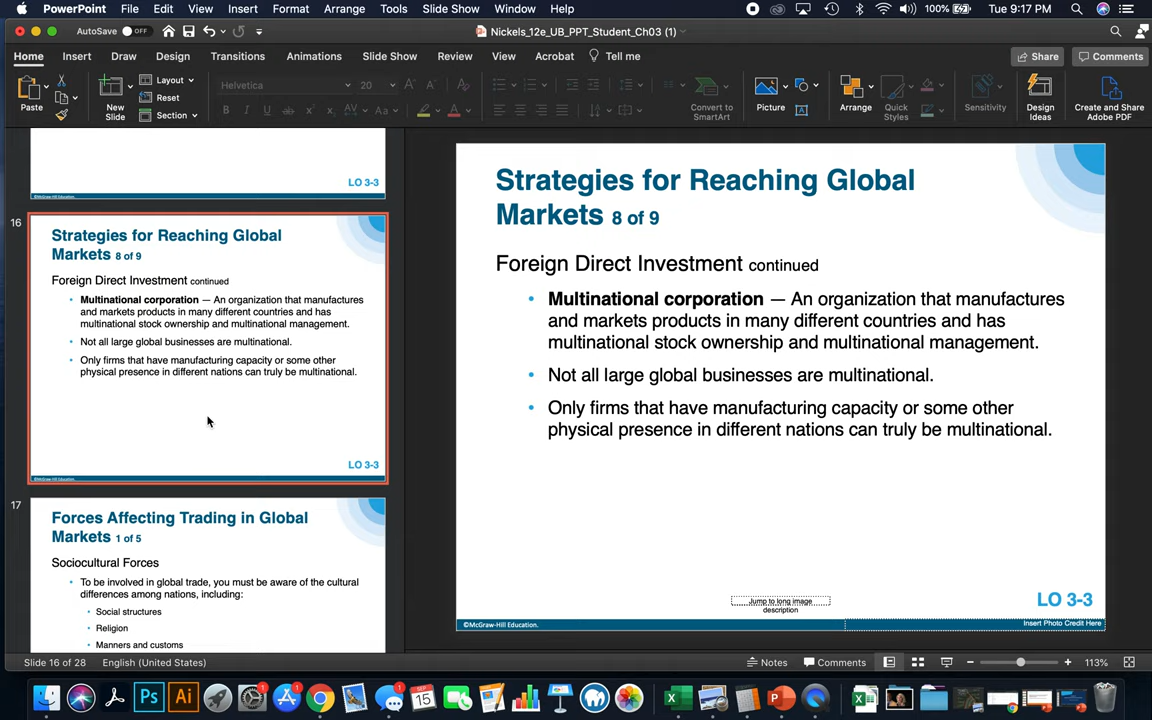 PowerPoint File Edit View Insert Format Arrange Tools Slide Show Window Help 100% Tue 9:17 PM
AutoSave OFF Nickels_12e_UB_PPT_Student_Ch03 (1)
Home Insert Draw Design Transitions Animations Slide Show Review View Acrobat Tell me Share Comments
Paste New Slide Layout Reset Section Helvetica 20 Convert to SmartArt Picture Arrange Quick Styles Sensitivity Design Ideas Create and Share Adobe PDF
LO 3-3
©McGraw-Hill Education.
16
Strategies for Reaching Global
Markets 8 of 9
Foreign Direct Investment continued
• Multinational corporation — An organization that manufactures
and markets products in many different countries and has
multinational stock ownership and multinational management.
• Not all large global businesses are multinational.
• Only firms that have manufacturing capacity or some other
physical presence in different nations can truly be multinational.
LO 3-3
©McGraw-Hill Education.
17
Forces Affecting Trading in Global
Markets 1 of 5
Sociocultural Forces
• To be involved in global trade, you must be aware of the cultural
differences among nations, including:
• Social structures
• Religion
• Manners and customs
Strategies for Reaching Global
Markets 8 of 9
Foreign Direct Investment continued
• Multinational corporation — An organization that manufactures
and markets products in many different countries and has
multinational stock ownership and multinational management.
• Not all large global businesses are multinational.
• Only firms that have manufacturing capacity or some other
physical presence in different nations can truly be multinational.
Jump to long image
description
LO 3-3
©McGraw-Hill Education.
Insert Photo Credit Here
Slide 16 of 28 English (United States) Notes Comments 113%